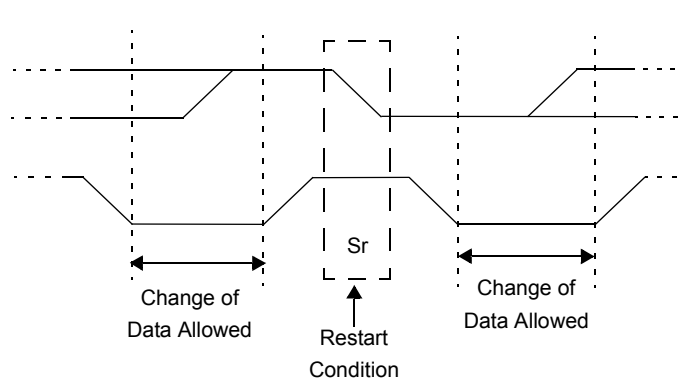 Sr
Change of
Data Allowed
Restart
Condition
Change of
Data Allowed